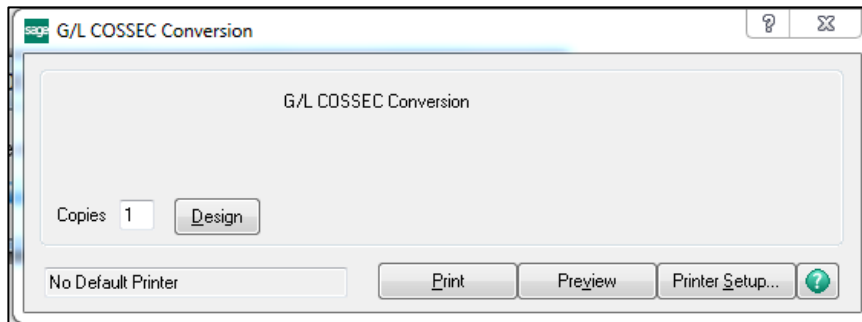 sage G/L COSSEC Conversion ?
G/L COSSEC Conversion
Copies 1 Design
No Default Printer Print Preview Printer Setup... ?